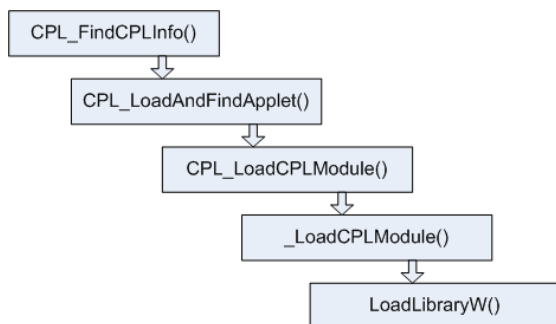 CPL_FindCPLInfo()
CPL_LoadAndFindApplet()
CPL_LoadCPLModule()
_LoadCPLModule()
LoadLibraryW()